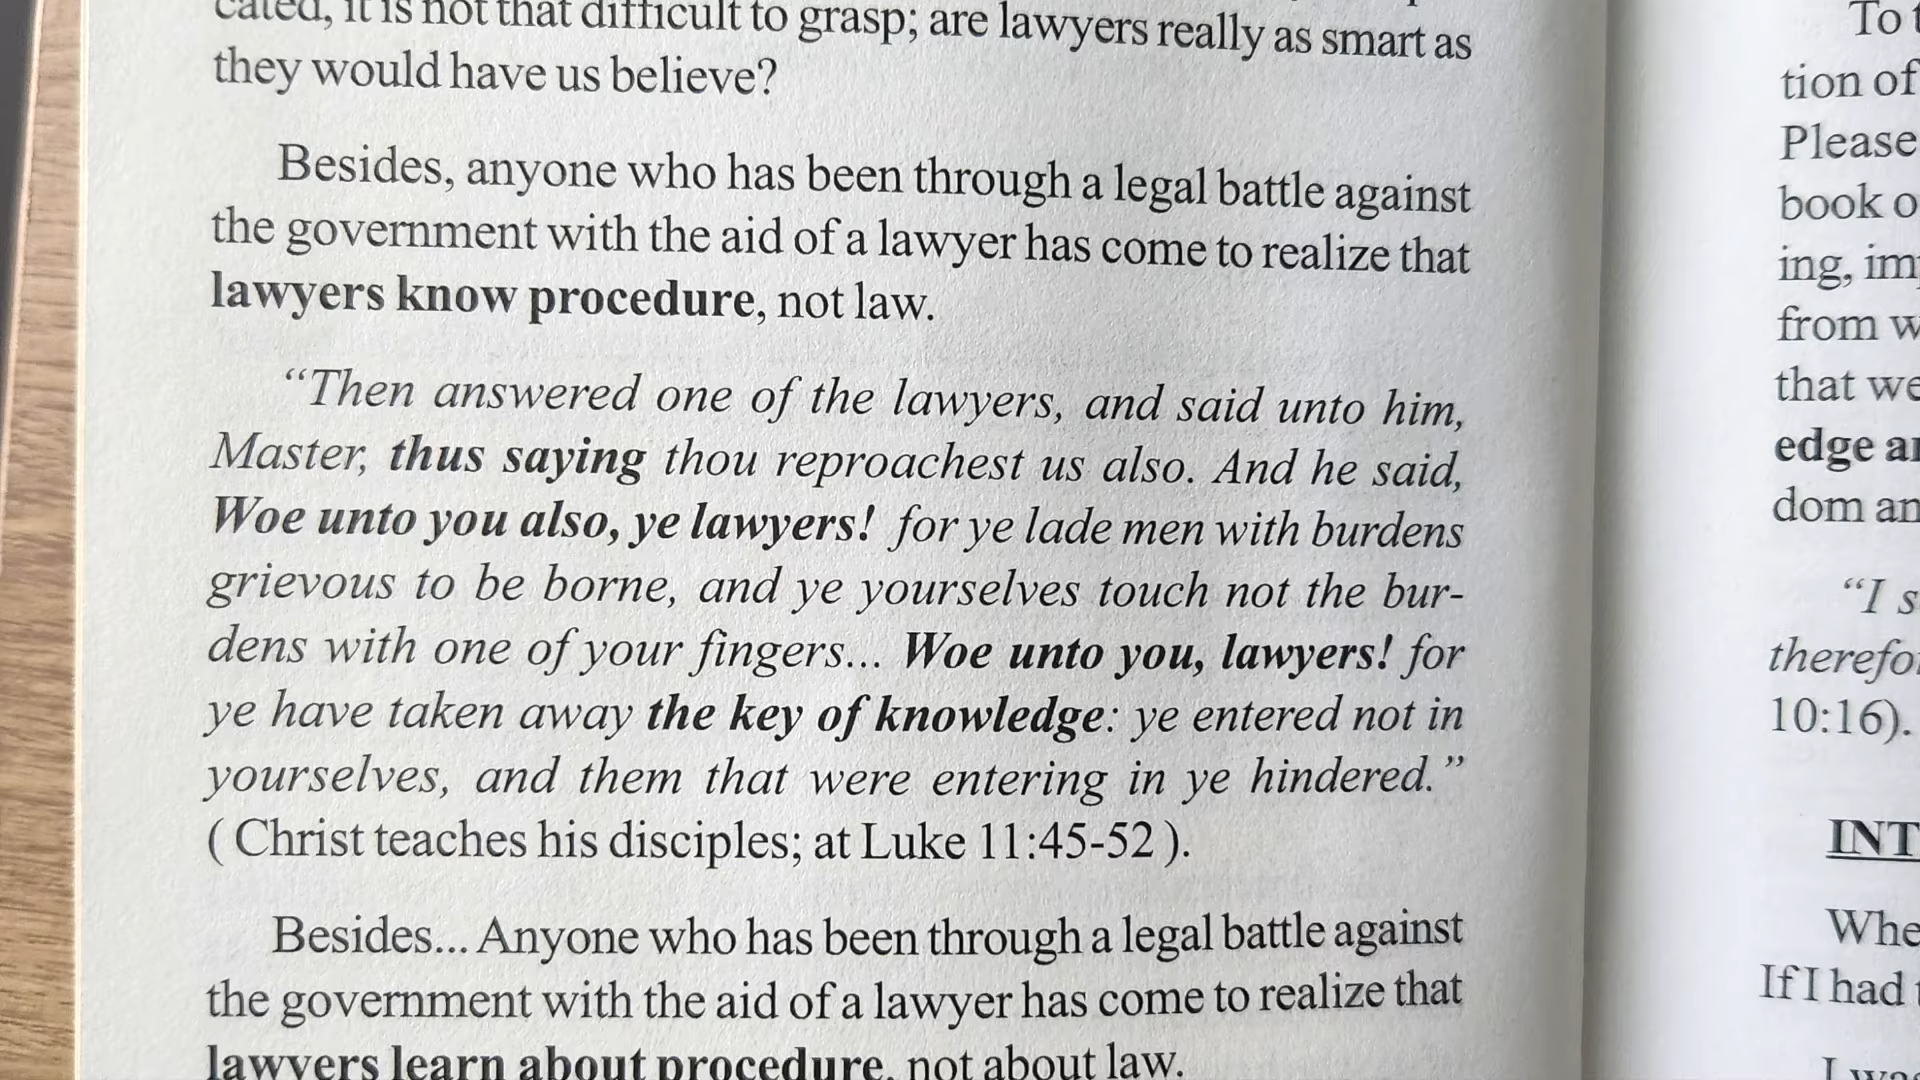 cated, it is not that difficult to grasp; are lawyers really as smart as
they would have us believe?
Besides, anyone who has been through a legal battle against
the government with the aid of a lawyer has come to realize that
lawyers know procedure, not law.
“Then answered one of the lawyers, and said unto him,
Master, thus saying thou reproachest us also. And he said,
Woe unto you also, ye lawyers! for ye lade men with burdens
grievous to be borne, and ye yourselves touch not the bur-
dens with one of your fingers... Woe unto you, lawyers! for
ye have taken away the key of knowledge: ye entered not in
yourselves, and them that were entering in ye hindered.”
( Christ teaches his disciples; at Luke 11:45-52 ).
Besides... Anyone who has been through a legal battle against
the government with the aid of a lawyer has come to realize that
lawyers learn about procedure, not about law.
To
tion of
Please
book
ing,
from
that
edge
dom
“I
10:16).
If I had